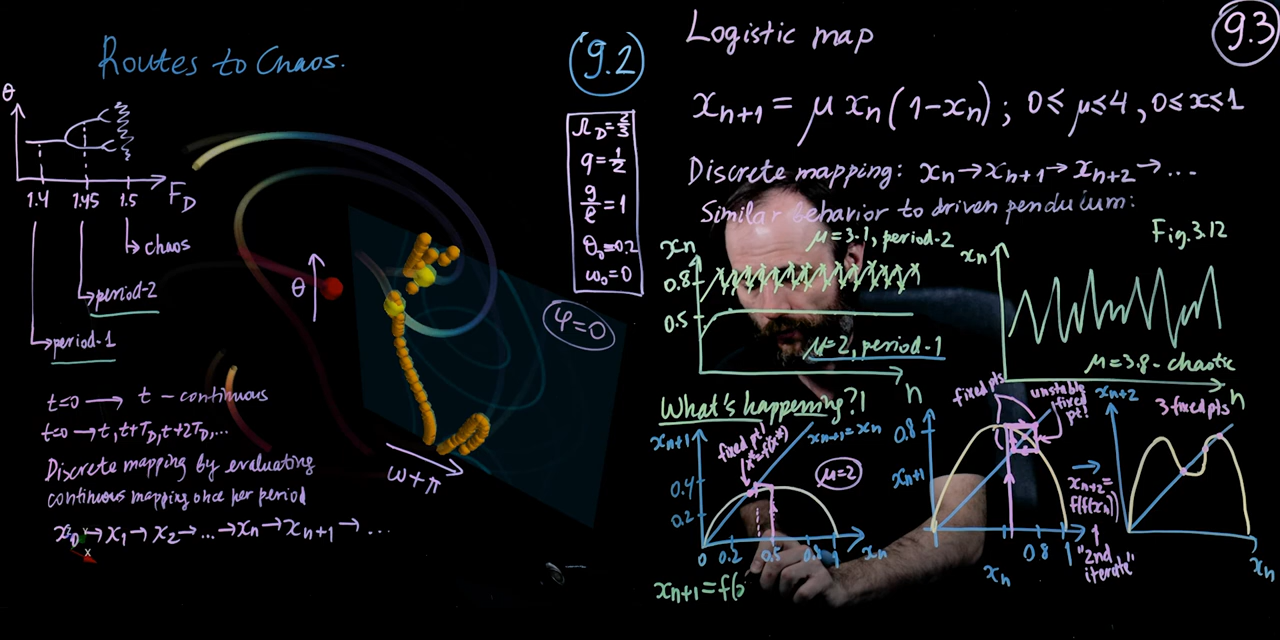 Routes to Chaos.
9.2
θ
1.4 1.45 1.5 F_D
chaos
period-2
period-1
θ
Ω_D = 2/3
q = 1/2
g/ℓ = 1
θ₀ = 0.2
ω₀ = 0
φ = 0
ω + π
t=0 → t - continuous
t=0 → t, t+T_D, t+2T_D, ...
Discrete mapping by evaluating
continuous mapping once per period
→ x₁ → x₂ → ... → xₙ → xₙ₊₁ → ...
x
Logistic map
9.3
xₙ₊₁ = μ xₙ (1-xₙ) ; 0 ≤ μ ≤ 4 , 0 ≤ x ≤ 1
Discrete mapping: xₙ → xₙ₊₁ → xₙ₊₂ → ...
Similar behavior to driven pendulum:
xₙ
μ = 3.1, period-2
0.8
0.5
μ = 2, period-1
n
xₙ
Fig. 3.12
μ = 3.8 - chaotic
n
What's happening?!
xₙ₊₁
fixed pt!
x*=f(x*)
xₙ₊₁ = xₙ
μ = 2
0.4
0.2
0 0.2 0.5 0.8 1 xₙ
xₙ₊₁ = f(
fixed pts
unstable
fixed
pt!
0.8
xₙ₊₁
0.8 1
xₙ
⇒
xₙ₊₂ =
f(f(xₙ))
↑
"2nd
iterate"
xₙ₊₂
3 fixed pts
xₙ